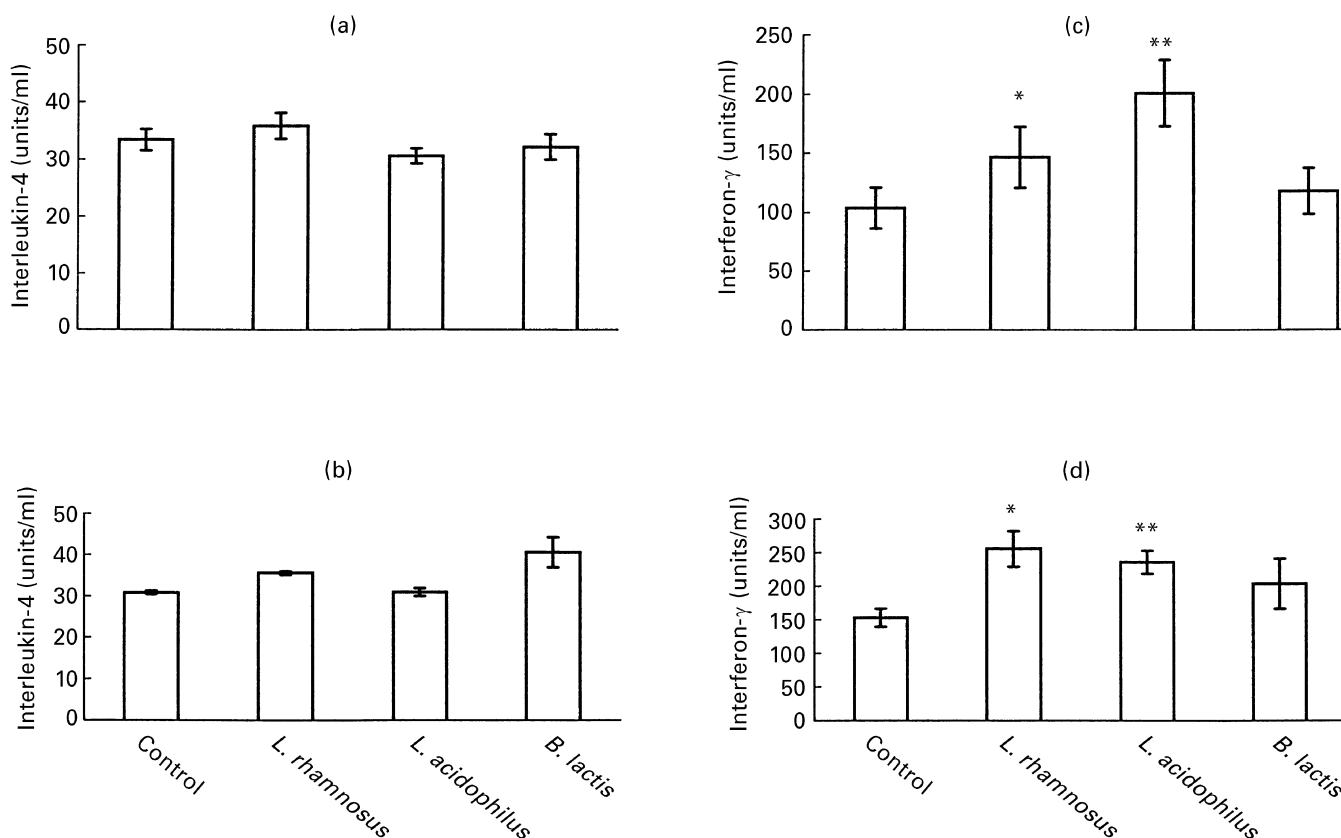 (a)
Interleukin-4 (units/ml)
50
40
30
20
10
0
(c)
Interferon-γ (units/ml)
250
200
150
100
50
0
*
**
(b)
Interleukin-4 (units/ml)
50
40
30
20
10
0
Control
L. rhamnosus
L. acidophilus
B. lactis
(d)
Interferon-γ (units/ml)
300
250
200
150
100
50
0
*
**
Control
L. rhamnosus
L. acidophilus
B. lactis